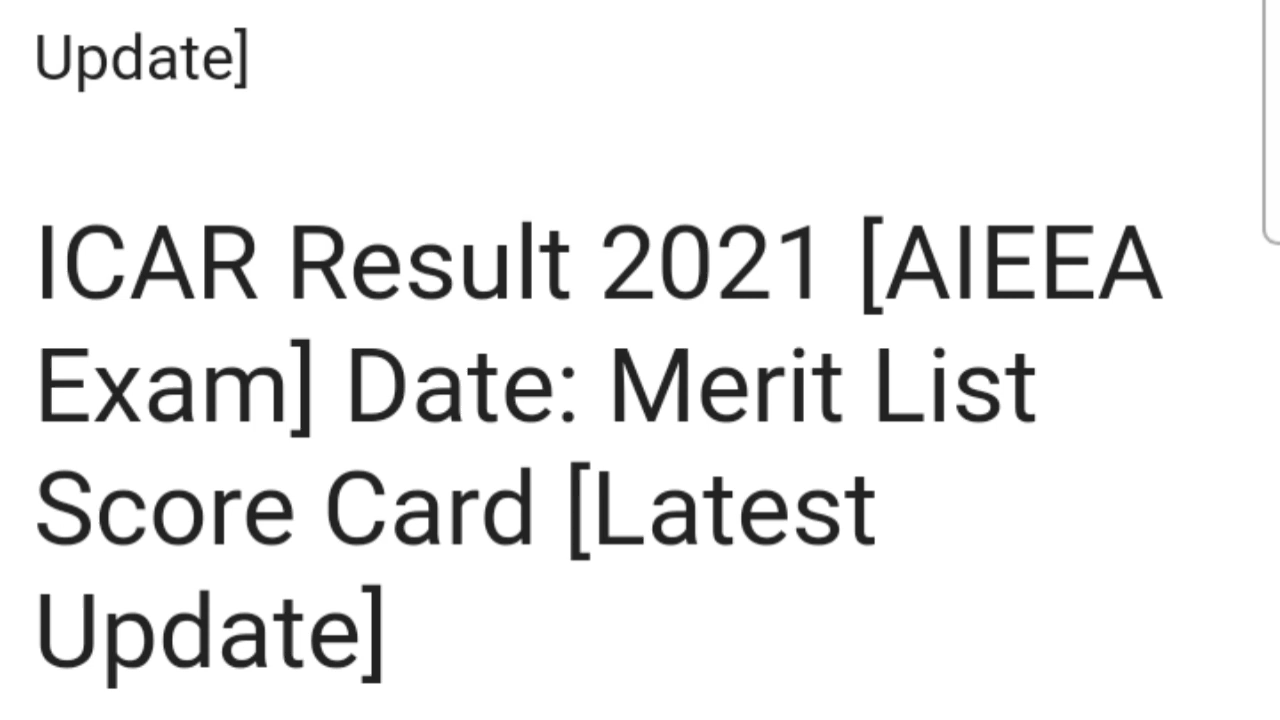 Update]
ICAR Result 2021 [AIEEA
Exam] Date: Merit List
Score Card [Latest
Update]